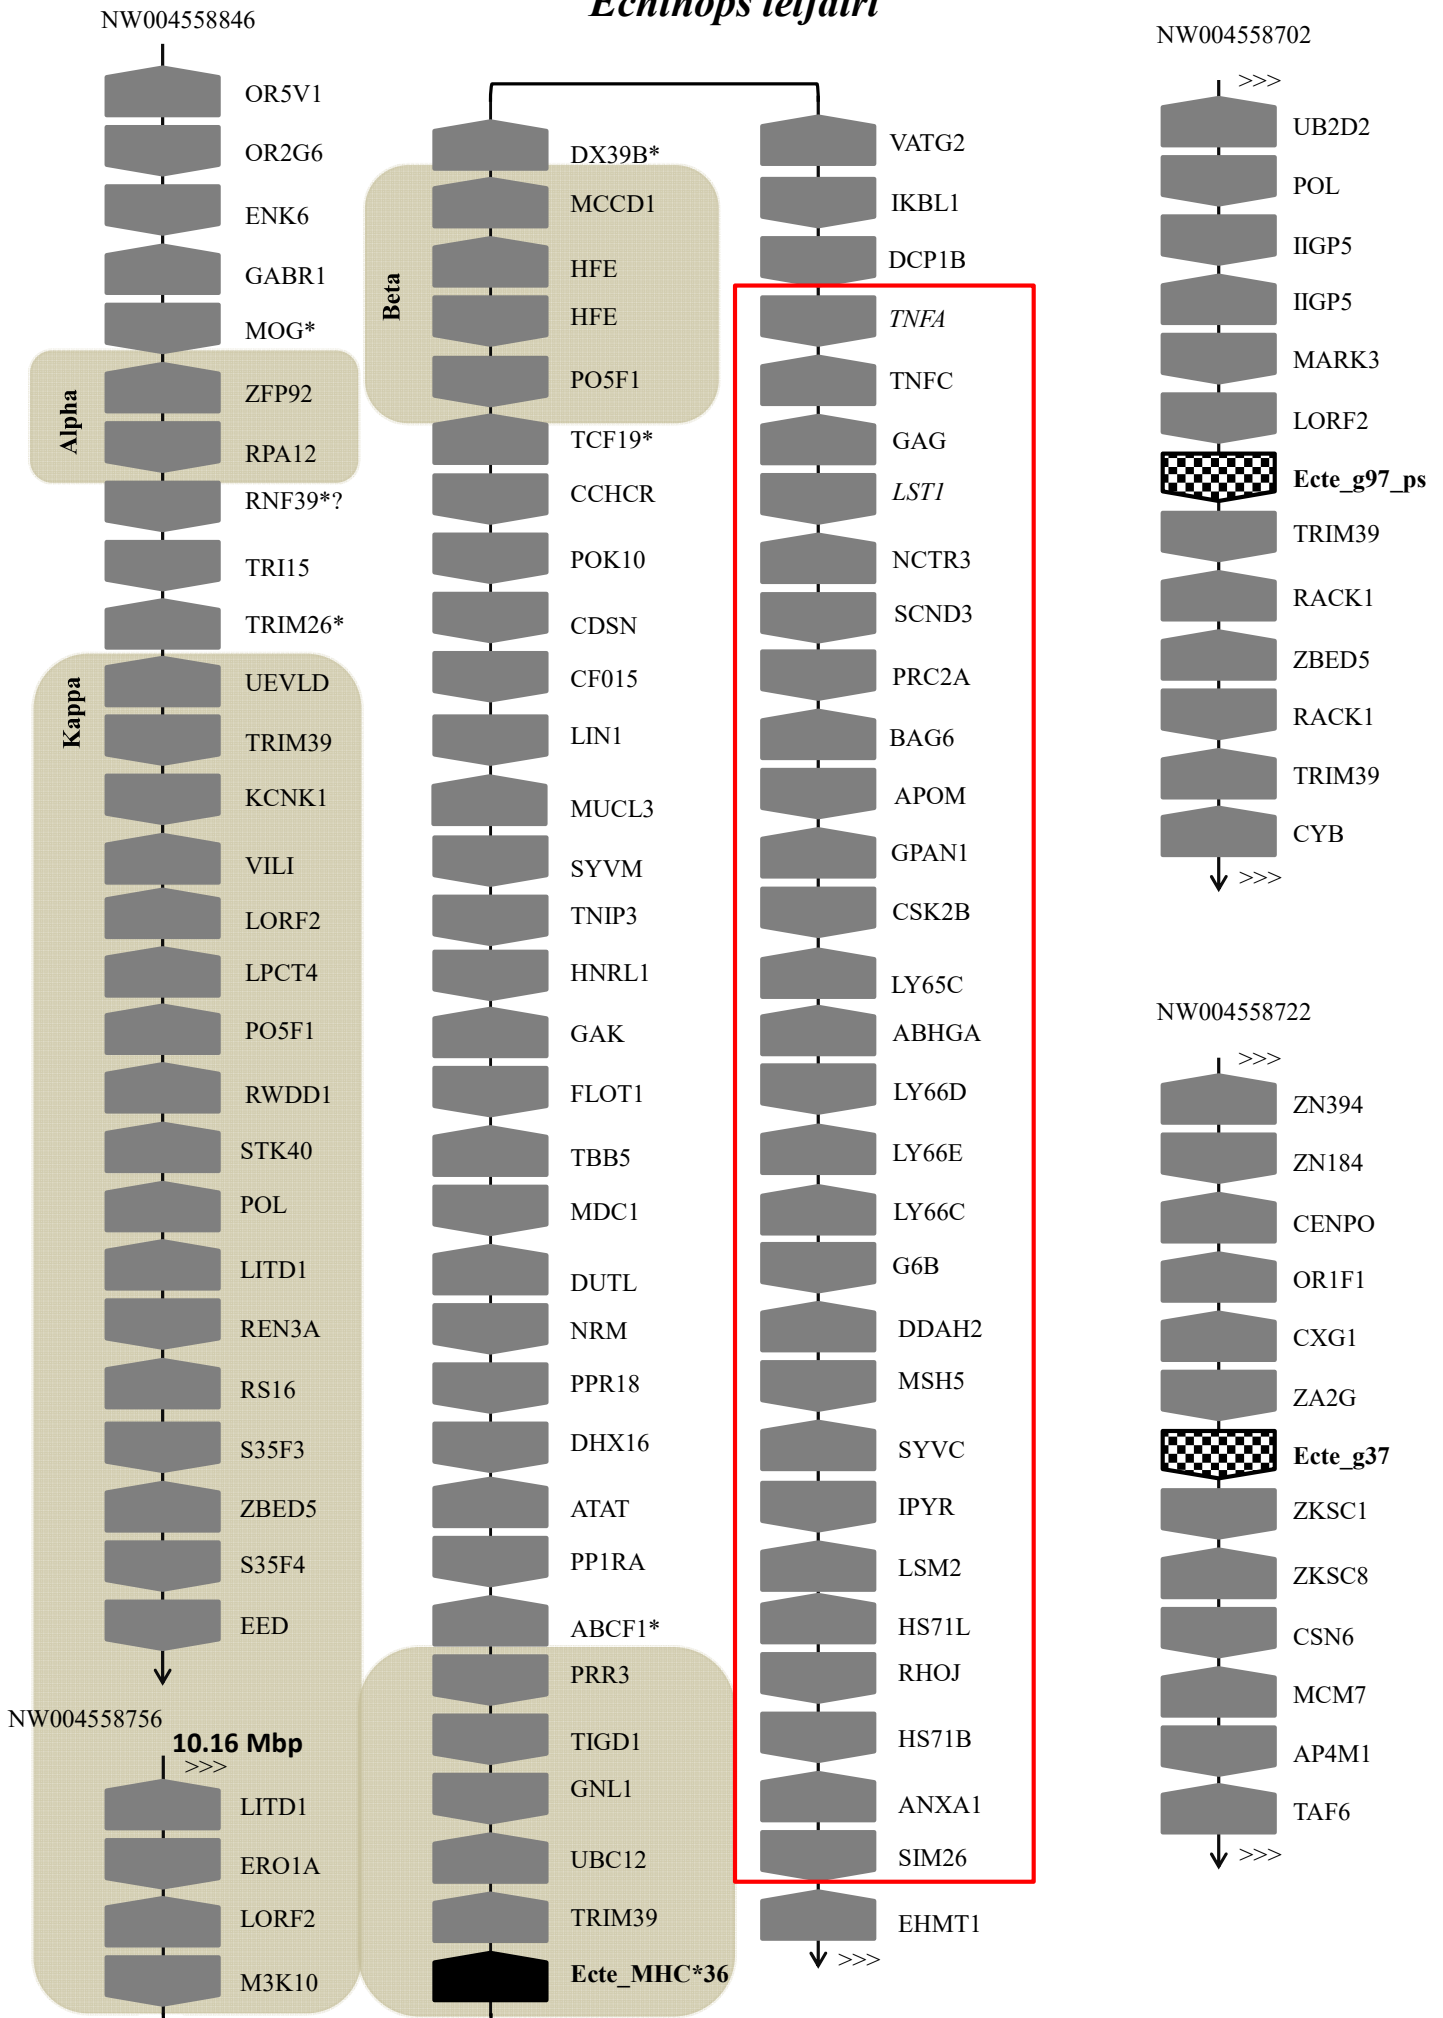 Echinops telfairi
NW004558846
OR5V1
OR2G6
ENK6
GABR1
MOG*
Alpha
ZFP92
RPA12
RNF39*?
TRI15
TRIM26*
Kappa
UEVLD
TRIM39
KCNK1
VILI
LORF2
LPCT4
PO5F1
RWDD1
STK40
POL
LITD1
REN3A
RS16
S35F3
ZBED5
S35F4
EED
NW004558756
10.16 Mbp
>>>
LITD1
ERO1A
LORF2
M3K10
DX39B*
Beta
MCCD1
HFE
HFE
PO5F1
TCF19*
CCHCR
POK10
CDSN
CF015
LIN1
MUCL3
SYVM
TNIP3
HNRL1
GAK
FLOT1
TBB5
MDC1
DUTL
NRM
PPR18
DHX16
ATAT
PP1RA
ABCF1*
PRR3
TIGD1
GNL1
UBC12
TRIM39
Ecte_MHC*36
VATG2
IKBL1
DCP1B
TNFA
TNFC
GAG
LST1
NCTR3
SCND3
PRC2A
BAG6
APOM
GPAN1
CSK2B
LY65C
ABHGA
LY66D
LY66E
LY66C
G6B
DDAH2
MSH5
SYVC
IPYR
LSM2
HS71L
RHOJ
HS71B
ANXA1
SIM26
EHMT1
>>>
NW004558702
>>>
UB2D2
POL
IIGP5
IIGP5
MARK3
LORF2
Ecte_g97_ps
TRIM39
RACK1
ZBED5
RACK1
TRIM39
CYB
>>>
NW004558722
>>>
ZN394
ZN184
CENPO
OR1F1
CXG1
ZA2G
Ecte_g37
ZKSC1
ZKSC8
CSN6
MCM7
AP4M1
TAF6
>>>